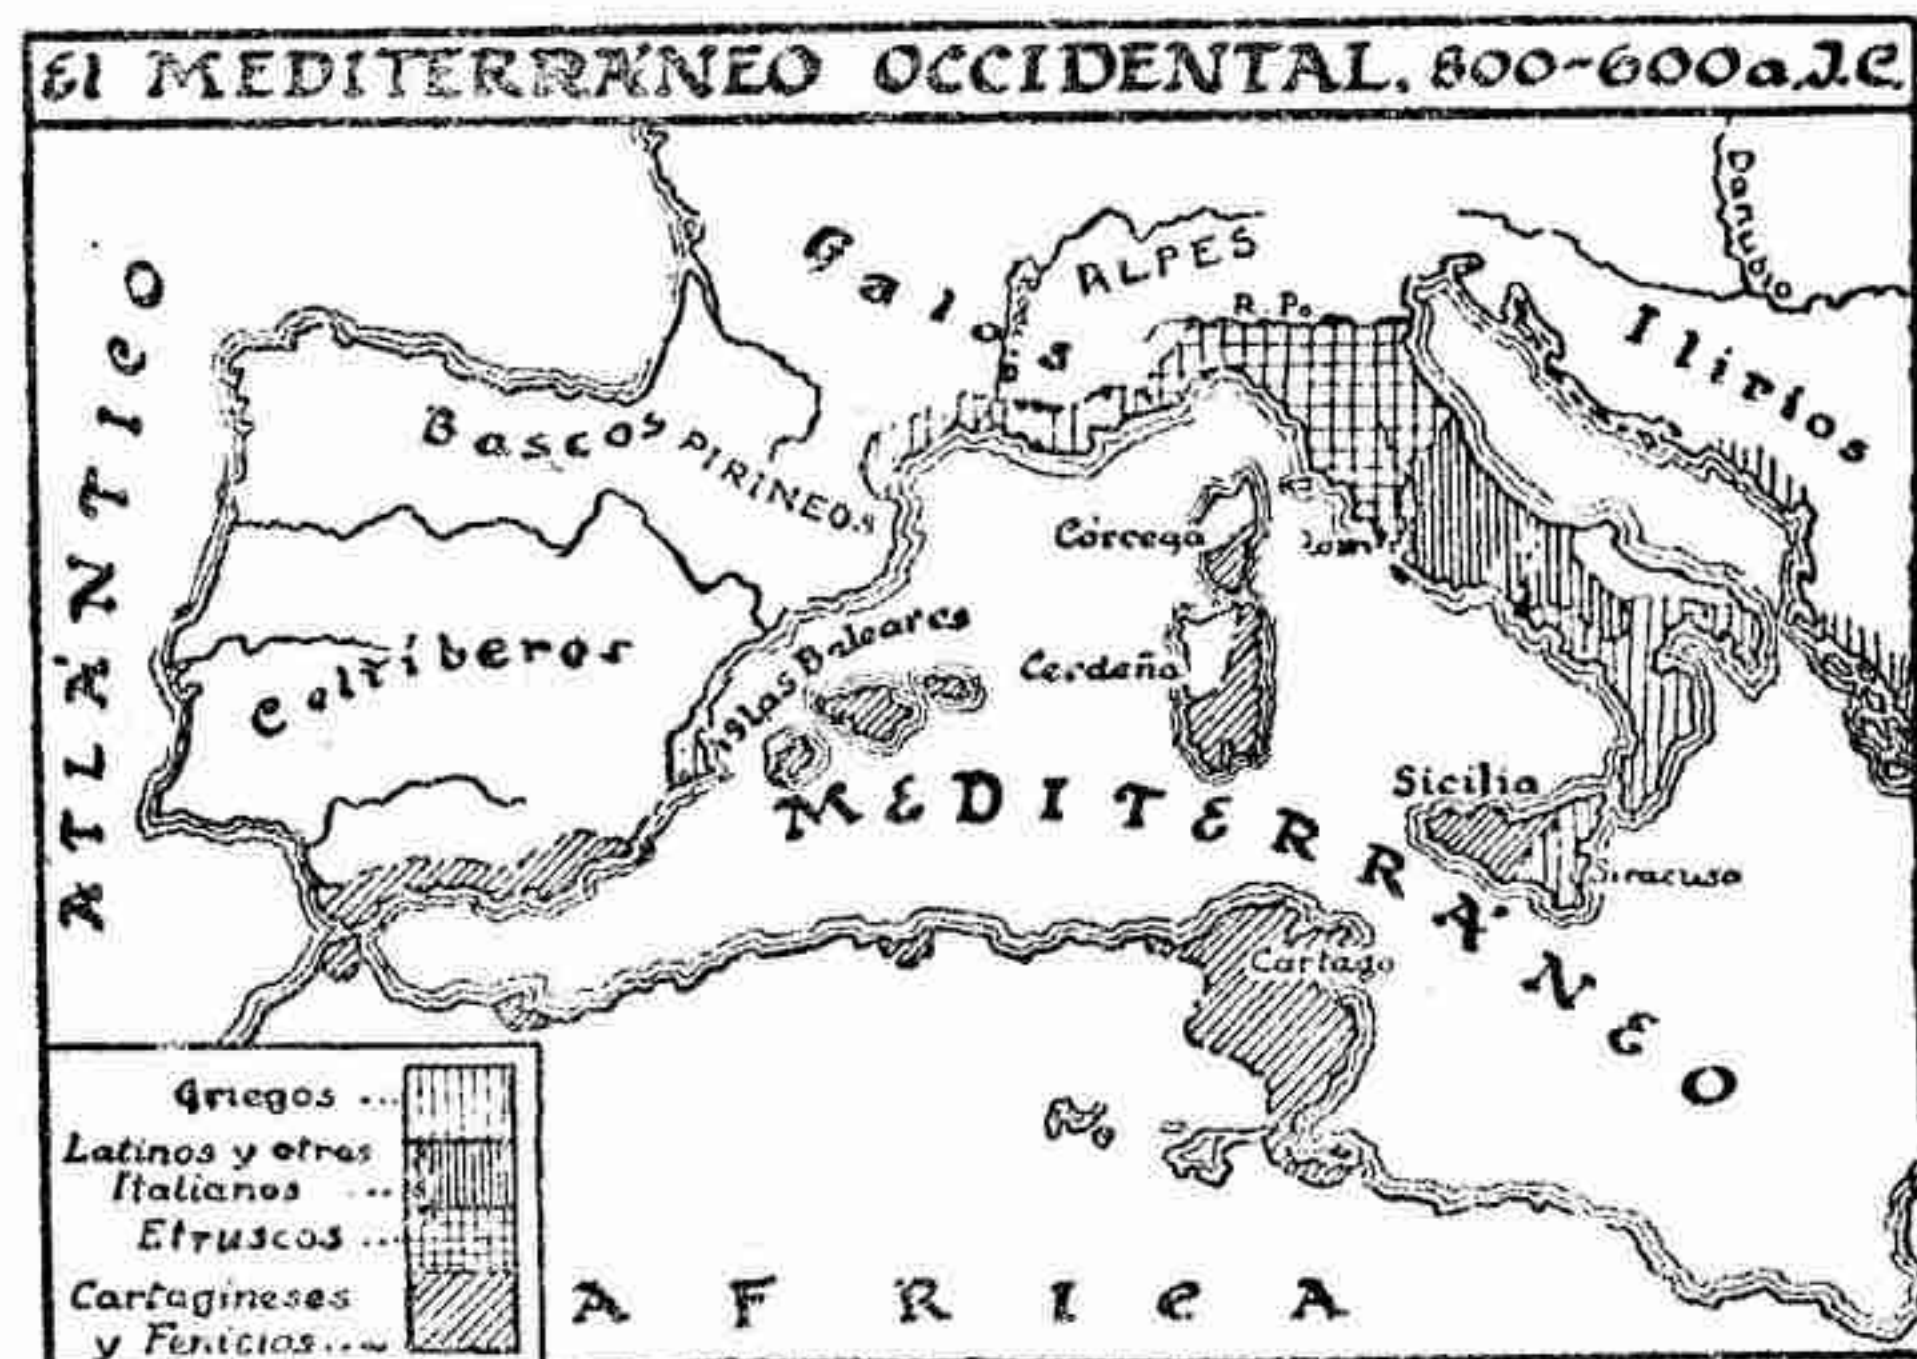 El MEDITERRÁNEO OCCIDENTAL. 800-600 a.J.C.
Danubio
ATLÁNTICO
Galos
ALPES
R. Po.
Ilirios
Bascos
PIRINEOS
Córcega
Celtíberos
Islas Baleares
Cerdeña
MEDITERRÁNEO
Sicilia
Siracusa
Cartago
Griegos ...
Latinos y otros
Italianos ...
Etruscos ...
Cartagineses
y Fenicios ...
AFRICA